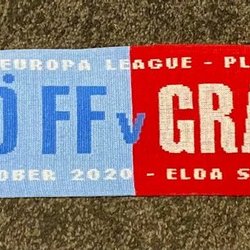 EUROPA LEAGUE - PL
Ö FF v GRA
OBER 2020 - ELDA S